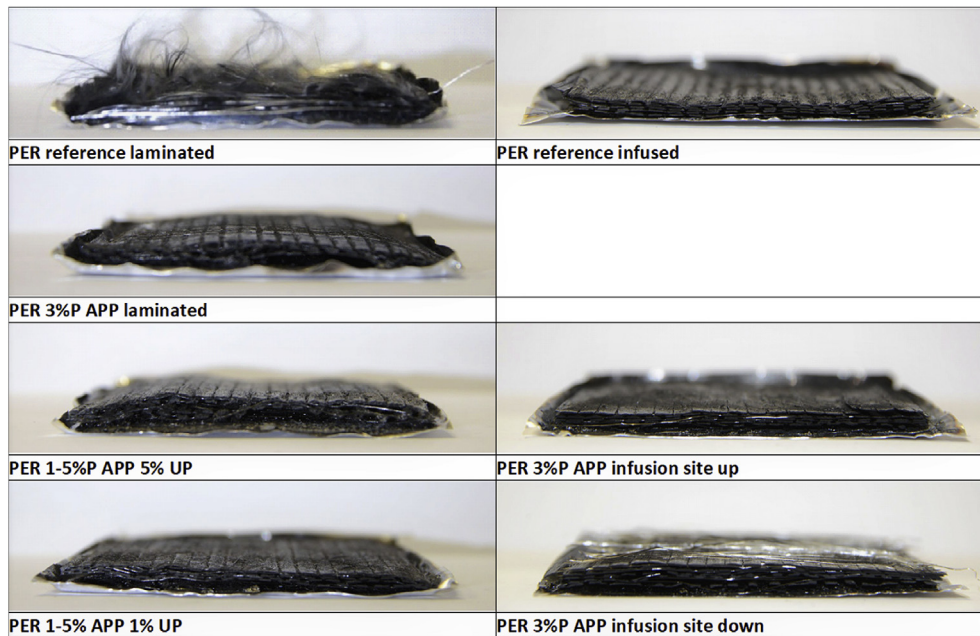 PER reference laminated
PER reference infused
PER 3%P APP laminated
PER 1-5%P APP 5% UP
PER 3%P APP infusion site up
PER 1-5% APP 1% UP
PER 3%P APP infusion site down